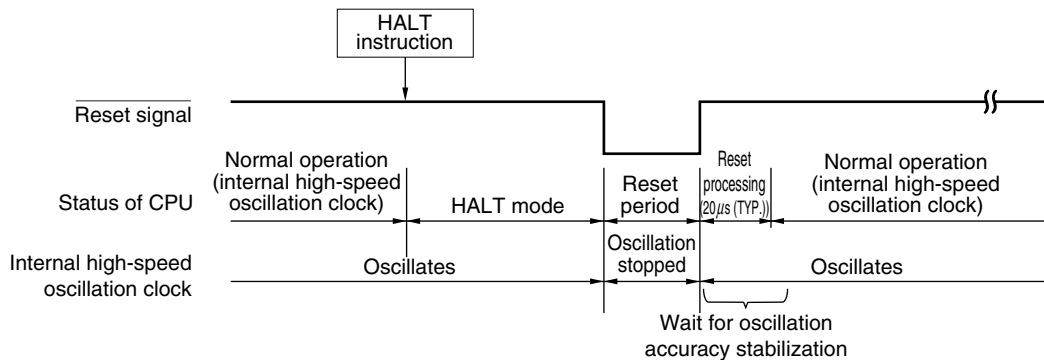 HALT
instruction
Reset signal
Status of CPU
Normal operation
(internal high-speed
oscillation clock)
HALT mode
Reset
period
Reset
processing
(20 μs (TYP.))
Normal operation
(internal high-speed
oscillation clock)
Internal high-speed
oscillation clock
Oscillates
Oscillation
stopped
Oscillates
Wait for oscillation
accuracy stabilization